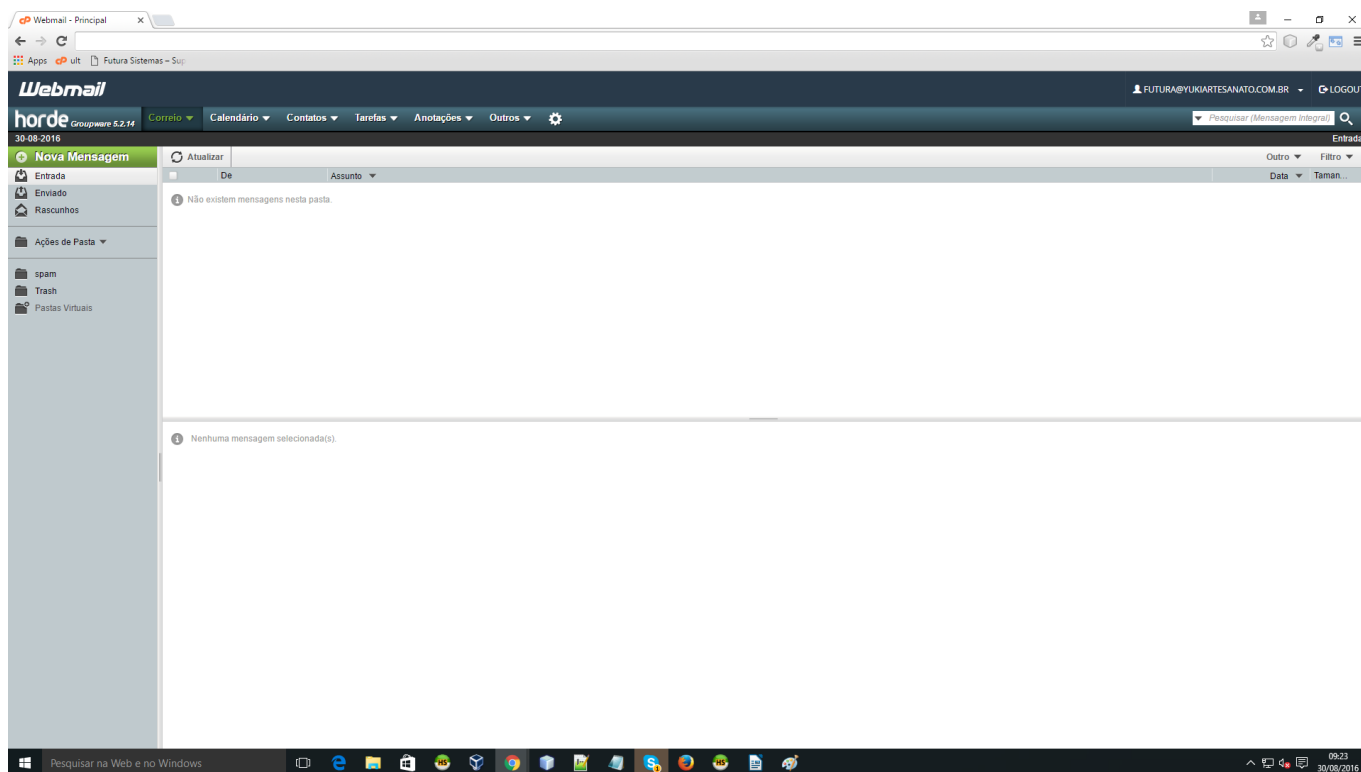 Webmail - Principal
Apps ult Futura Sistemas – Sup
Webmail
FUTURA@YUKIARTESANATO.COM.BR LOGOUT
horde Groupware 5.2.14 Correio Calendário Contatos Tarefas Anotações Outros Pesquisar (Mensagem Integral)
30-08-2016 Entrada
Nova Mensagem Atualizar Outro Filtro
Entrada De Assunto Data Taman...
Enviado Não existem mensagens nesta pasta.
Rascunhos
Ações de Pasta
spam
Trash
Pastas Virtuais
Nenhuma mensagem selecionada(s).
Pesquisar na Web e no Windows 09:23
30/08/2016